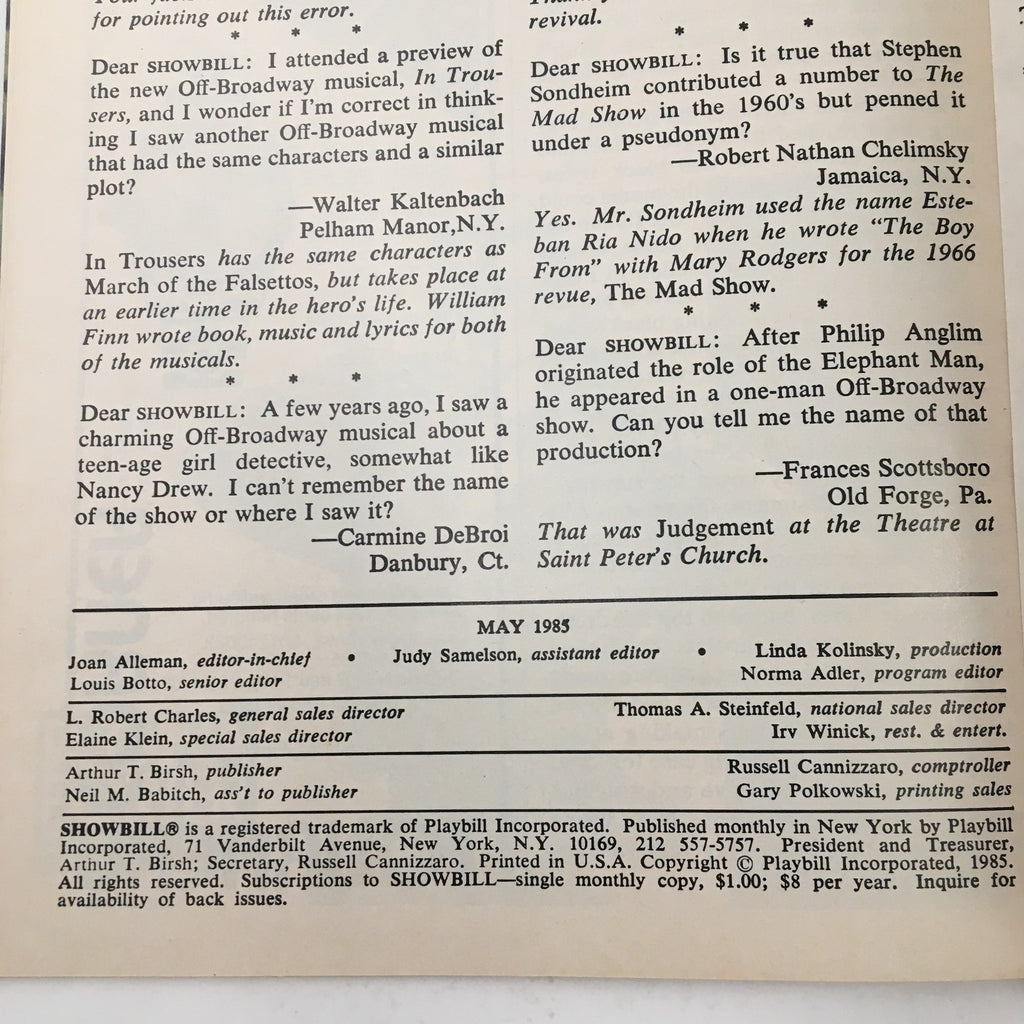 for pointing out this error.
* * *
Dear SHOWBILL: I attended a preview of
the new Off-Broadway musical, In Trou-
sers, and I wonder if I'm correct in think-
ing I saw another Off-Broadway musical
that had the same characters and a similar
plot?
—Walter Kaltenbach
Pelham Manor,N.Y.
In Trousers has the same characters as
March of the Falsettos, but takes place at
an earlier time in the hero's life. William
Finn wrote book, music and lyrics for both
of the musicals.
* * *
Dear SHOWBILL: A few years ago, I saw a
charming Off-Broadway musical about a
teen-age girl detective, somewhat like
Nancy Drew. I can't remember the name
of the show or where I saw it?
—Carmine DeBroi
Danbury, Ct.
revival.
* * *
Dear SHOWBILL: Is it true that Stephen
Sondheim contributed a number to The
Mad Show in the 1960's but penned it
under a pseudonym?
—Robert Nathan Chelimsky
Jamaica, N.Y.
Yes. Mr. Sondheim used the name Este-
ban Ria Nido when he wrote "The Boy
From" with Mary Rodgers for the 1966
revue, The Mad Show.
* * *
Dear SHOWBILL: After Philip Anglim
originated the role of the Elephant Man,
he appeared in a one-man Off-Broadway
show. Can you tell me the name of that
production?
—Frances Scottsboro
Old Forge, Pa.
That was Judgement at the Theatre at
Saint Peter's Church.
MAY 1985
Joan Alleman, editor-in-chief • Judy Samelson, assistant editor • Linda Kolinsky, production
Louis Botto, senior editor Norma Adler, program editor
L. Robert Charles, general sales director Thomas A. Steinfeld, national sales director
Elaine Klein, special sales director Irv Winick, rest. & entert.
Arthur T. Birsh, publisher Russell Cannizzaro, comptroller
Neil M. Babitch, ass't to publisher Gary Polkowski, printing sales
SHOWBILL® is a registered trademark of Playbill Incorporated. Published monthly in New York by Playbill
Incorporated, 71 Vanderbilt Avenue, New York, N.Y. 10169, 212 557-5757. President and Treasurer,
Arthur T. Birsh; Secretary, Russell Cannizzaro. Printed in U.S.A. Copyright © Playbill Incorporated, 1985.
All rights reserved. Subscriptions to SHOWBILL—single monthly copy, $1.00; $8 per year. Inquire for
availability of back issues.